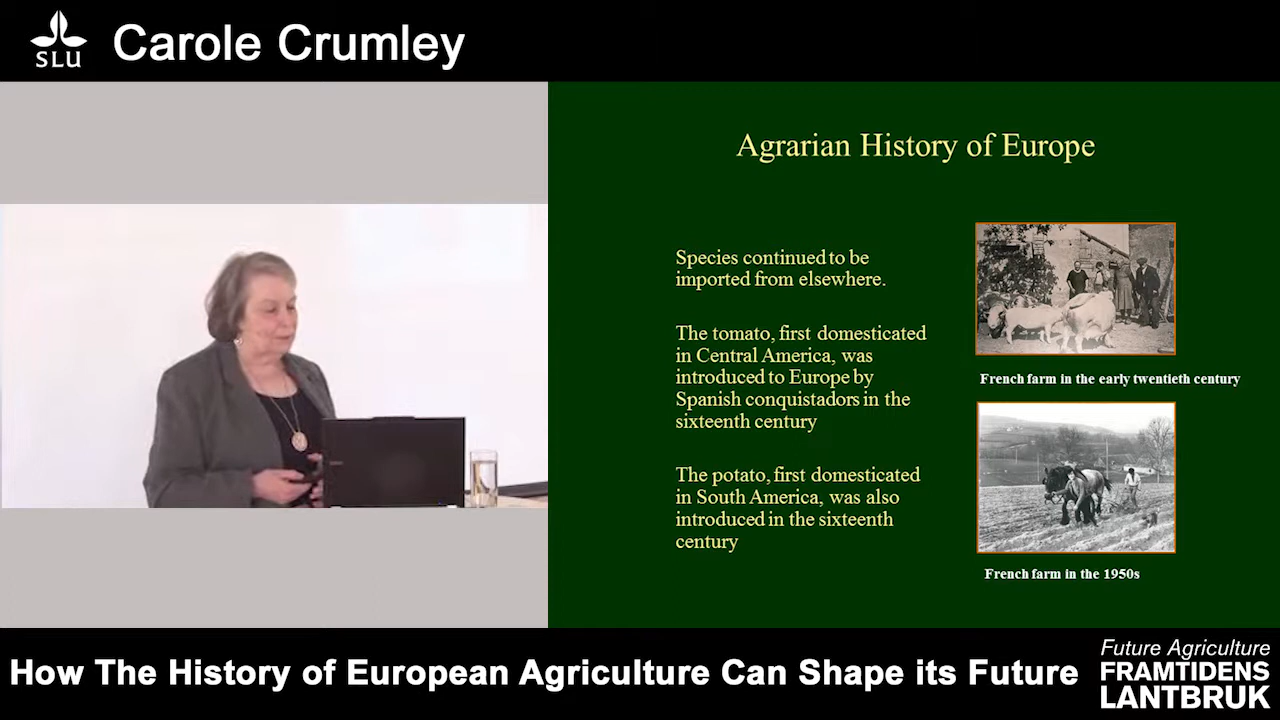 SLU
Carole Crumley
Agrarian History of Europe
Species continued to be
imported from elsewhere.
The tomato, first domesticated
in Central America, was
introduced to Europe by
Spanish conquistadors in the
sixteenth century
The potato, first domesticated
in South America, was also
introduced in the sixteenth
century
French farm in the early twentieth century
French farm in the 1950s
How The History of European Agriculture Can Shape its Future
Future Agriculture
FRAMTIDENS
LANTBRUK